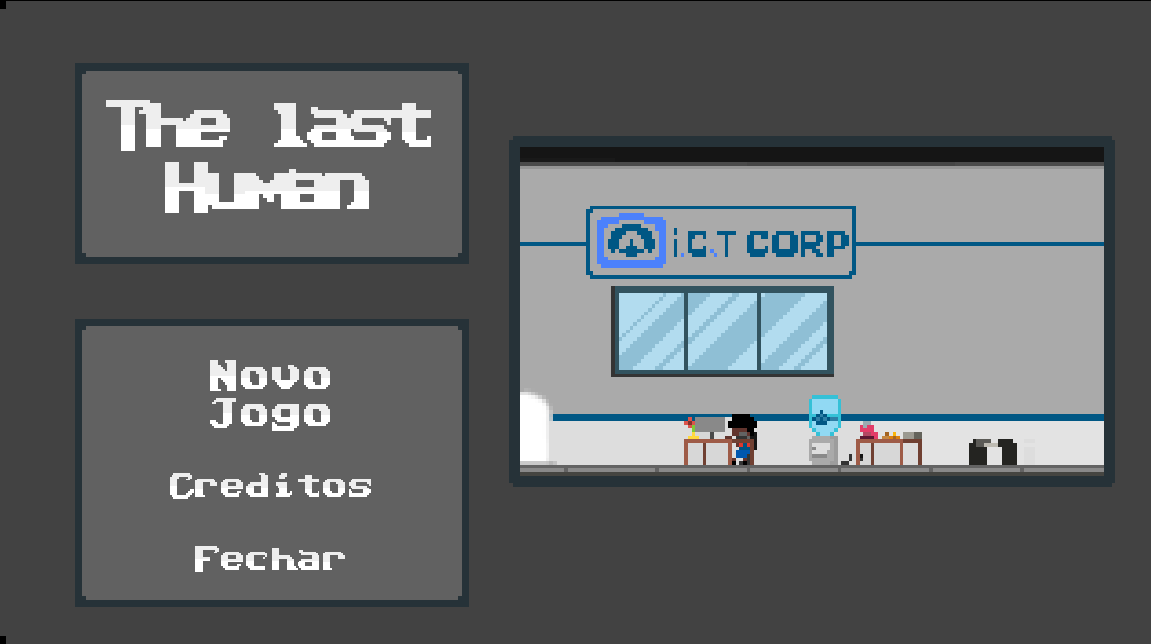 The last
Human
Novo
Jogo
Creditos
Fechar
i.C.T CORP